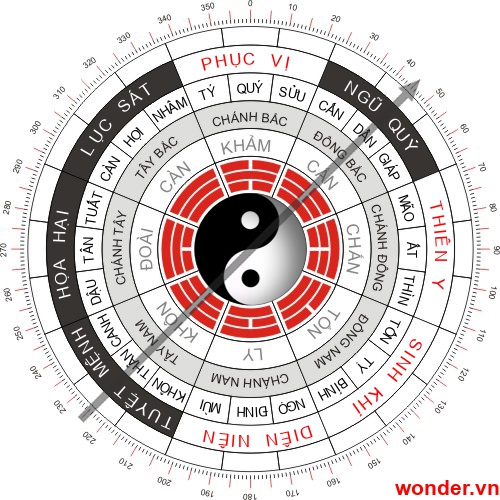 0
10
20
30
40
50
60
70
80
90
100
110
120
130
140
150
160
170
180
190
200
210
220
230
240
250
260
270
280
290
300
310
320
330
340
350
PHỤC VỊ
NGŨ QUỶ
THIÊN Y
SINH KHÍ
DIÊN NIÊN
TUYỆT MỆNH
HỌA HẠI
LỤC SÁT
TÝ
QUÝ
SỬU
CẤN
DẦN
GIÁP
MÃO
ẤT
THÌN
TỐN
TỴ
BÍNH
NGỌ
ĐINH
MÙI
KHÔN
THÂN
CANH
DẬU
TÂN
TUẤT
CÀN
HỢI
NHÂM
CHÁNH BẮC
ĐÔNG BẮC
CHÁNH ĐÔNG
ĐÔNG NAM
CHÁNH NAM
TÂY NAM
CHÁNH TÂY
TÂY BẮC
KHẢM
CẤN
CHẤN
TỐN
LY
KHÔN
ĐOÀI
CÀN
wonder.vn